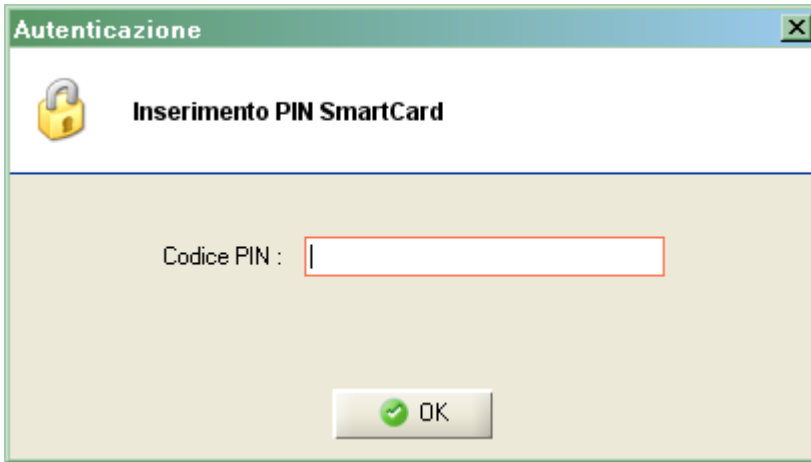 Autenticazione
Inserimento PIN SmartCard
Codice PIN :
OK